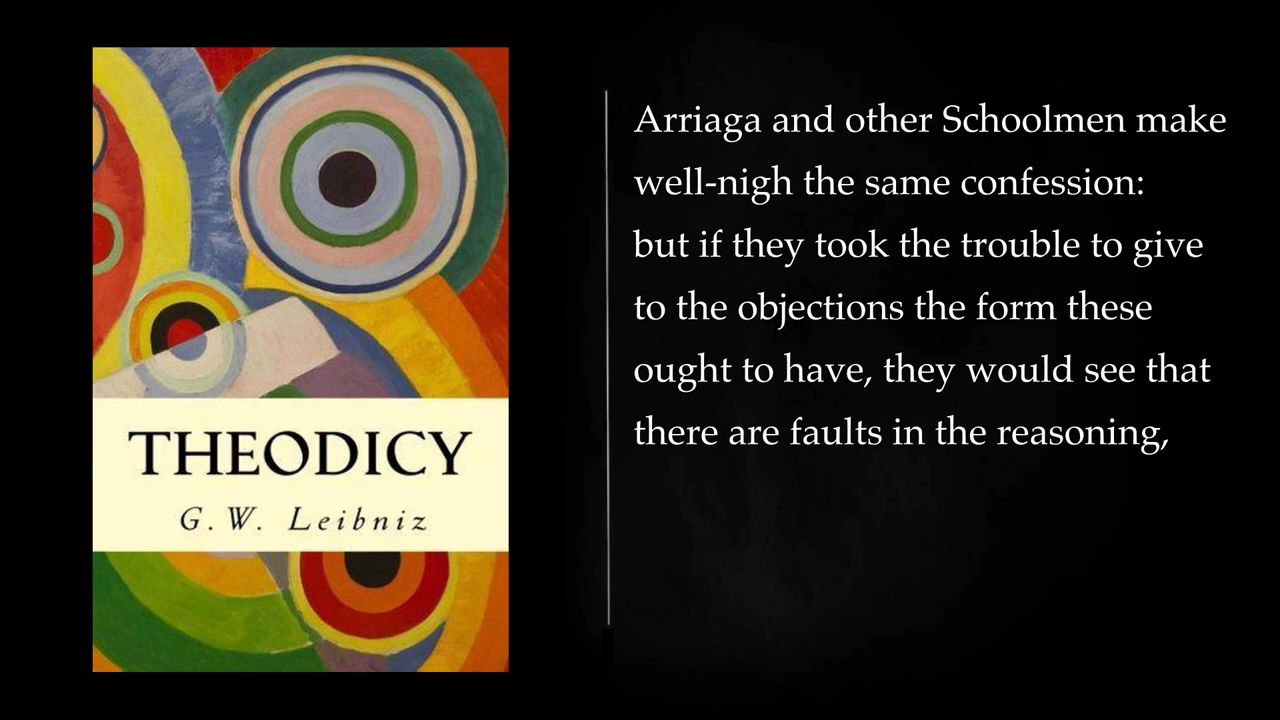 THEODICY
G. W. Leibniz
Arriaga and other Schoolmen make
well-nigh the same confession:
but if they took the trouble to give
to the objections the form these
ought to have, they would see that
there are faults in the reasoning,